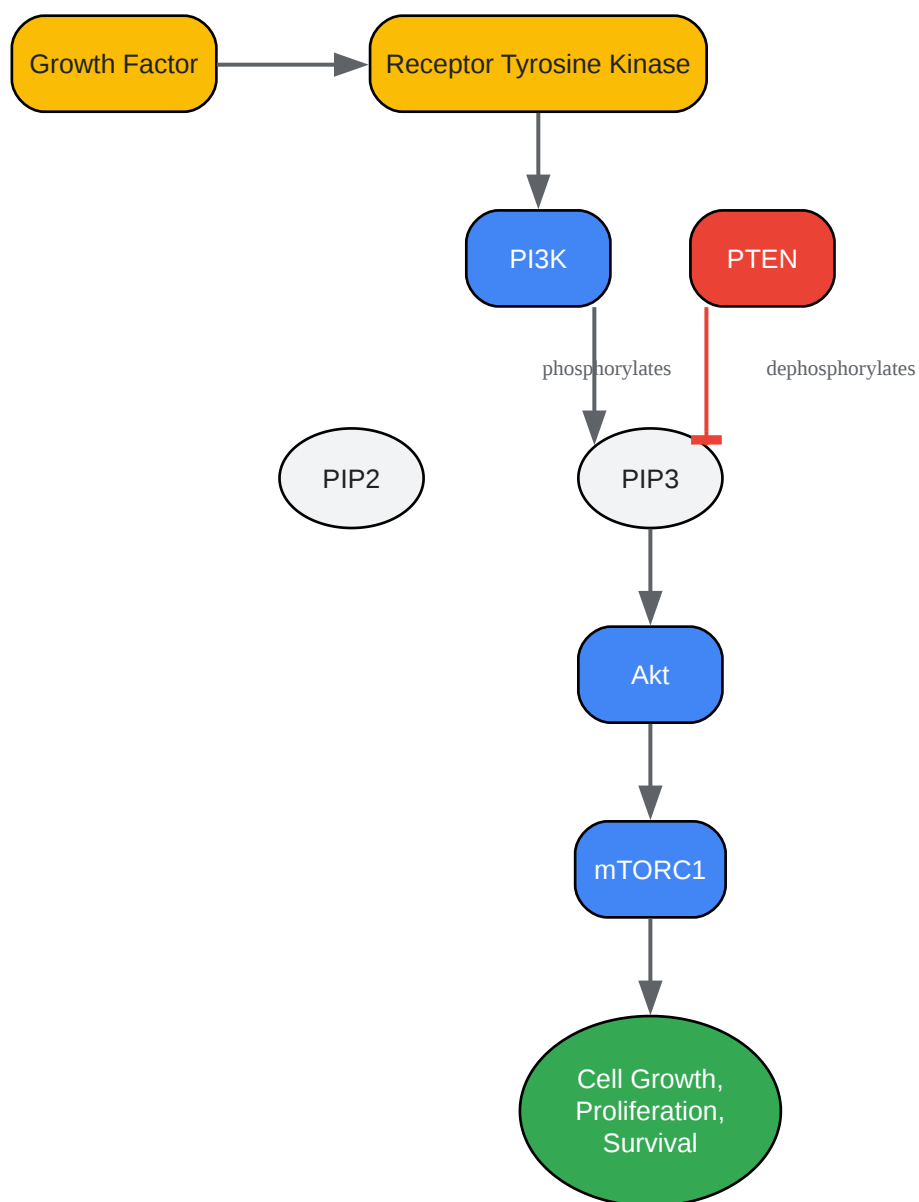 Growth Factor
Receptor Tyrosine Kinase
PI3K
PTEN
phosphorylates
dephosphorylates
PIP2
PIP3
Akt
mTORC1
Cell Growth,
Proliferation,
Survival